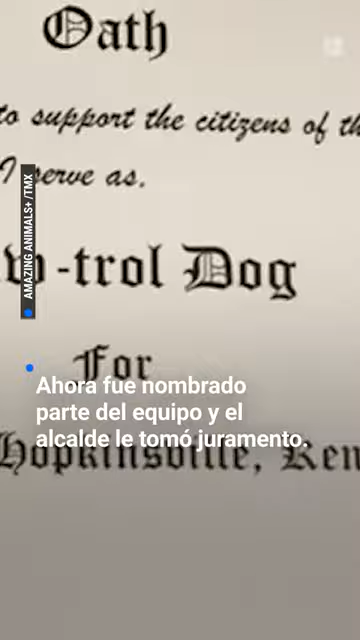 Oath
to support the citizens of
I serve as.
-trol Dog
For
Hopkinsville, Ken
AMAZING ANIMALS+ /TMX
Ahora fue nombrado
parte del equipo y el
alcalde le tomó juramento.